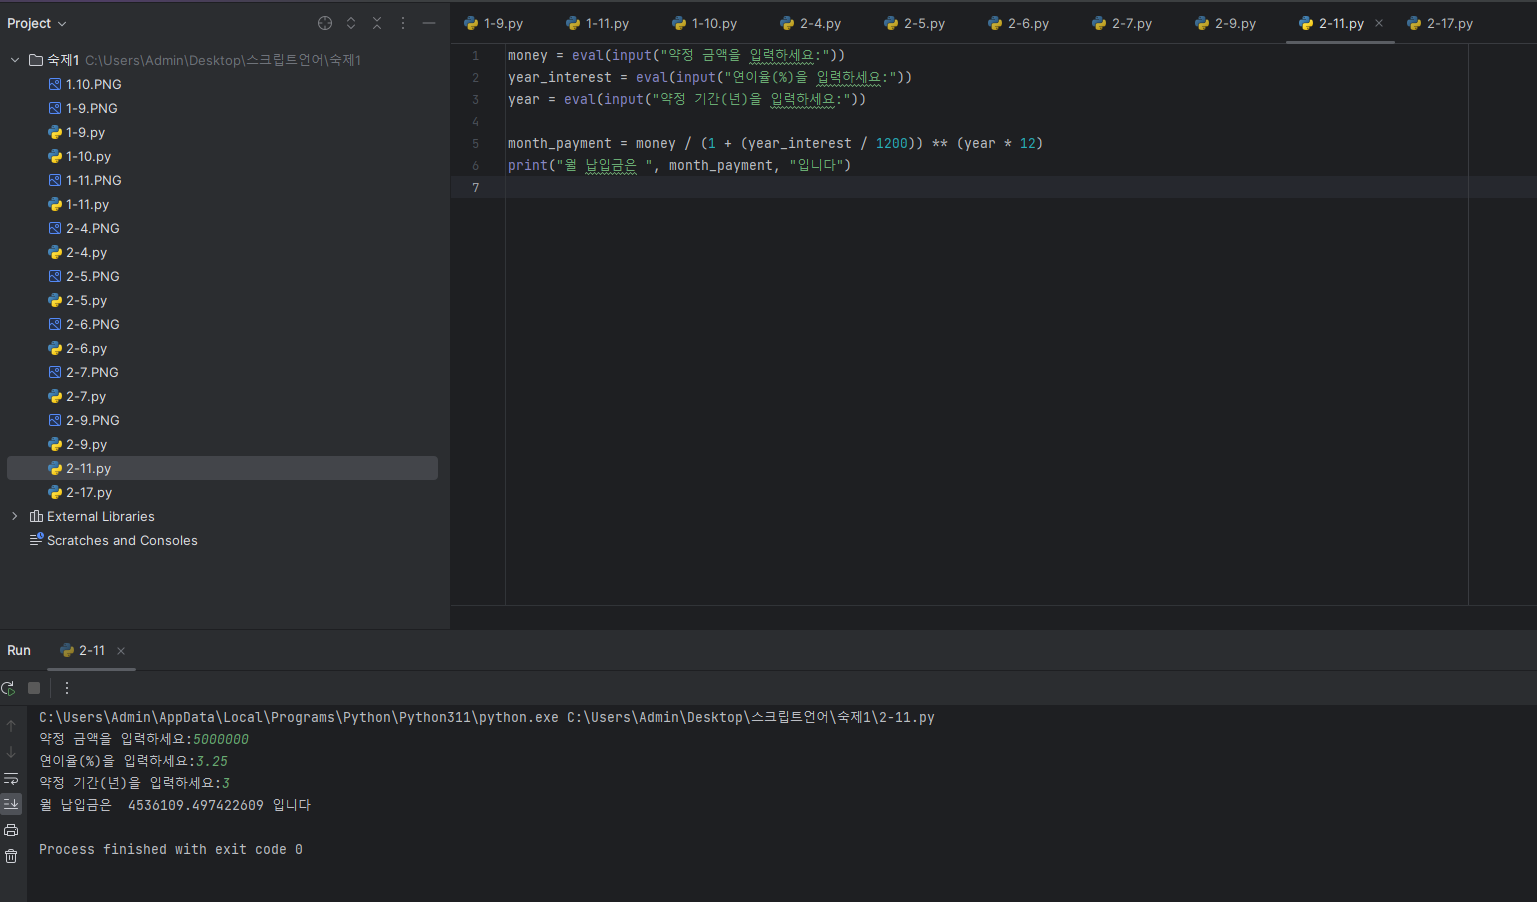 Project
1-9.py 1-11.py 1-10.py 2-4.py 2-5.py 2-6.py 2-7.py 2-9.py 2-11.py 2-17.py
숙제1 C:\Users\Admin\Desktop\스크립트언어\숙제1
1.10.PNG
1-9.PNG
1-9.py
1-10.py
1-11.PNG
1-11.py
2-4.PNG
2-4.py
2-5.PNG
2-5.py
2-6.PNG
2-6.py
2-7.PNG
2-7.py
2-9.PNG
2-9.py
2-11.py
2-17.py
External Libraries
Scratches and Consoles
1 money = eval(input("약정 금액을 입력하세요:"))
2 year_interest = eval(input("연이율(%)을 입력하세요:"))
3 year = eval(input("약정 기간(년)을 입력하세요:"))
4
5 month_payment = money / (1 + (year_interest / 1200)) ** (year * 12)
6 print("월 납입금은 ", month_payment, "입니다")
7
Run 2-11
C:\Users\Admin\AppData\Local\Programs\Python\Python311\python.exe C:\Users\Admin\Desktop\스크립트언어\숙제1\2-11.py
약정 금액을 입력하세요:5000000
연이율(%)을 입력하세요:3.25
약정 기간(년)을 입력하세요:3
월 납입금은  4536109.497422609 입니다
Process finished with exit code 0